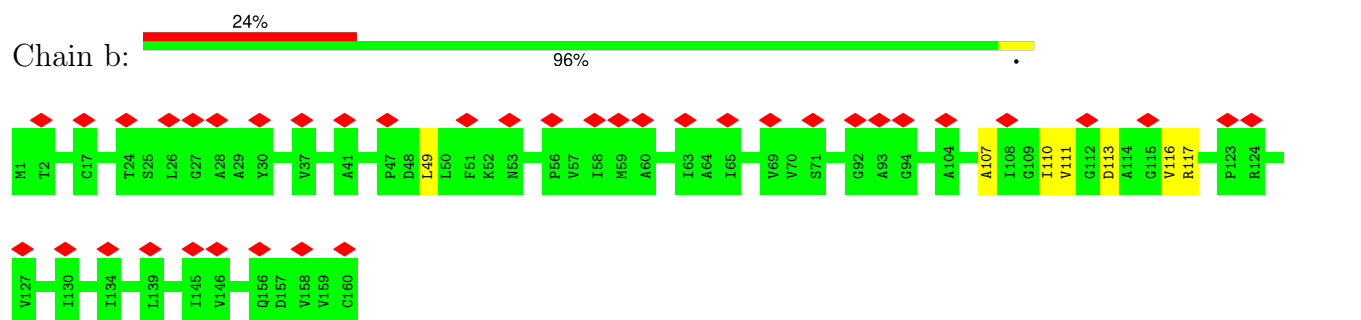 24%
Chain b:
96%
•
M1 T2 C17 T24 S25 L26 G27 A28 A29 Y30 V37 A41 P47 D48 L49 L50 F51 K52 N53 P56 V57 I58 M59 A60 I63 A64 I65 V69 V70 S71 G92 A93 G94 A104 A107 I108 G109 I110 V111 G112 D113 A114 G115 V116 R117 P123 R124
V127 I130 I134 L139 I145 V146 Q156 D157 V158 V159 C160